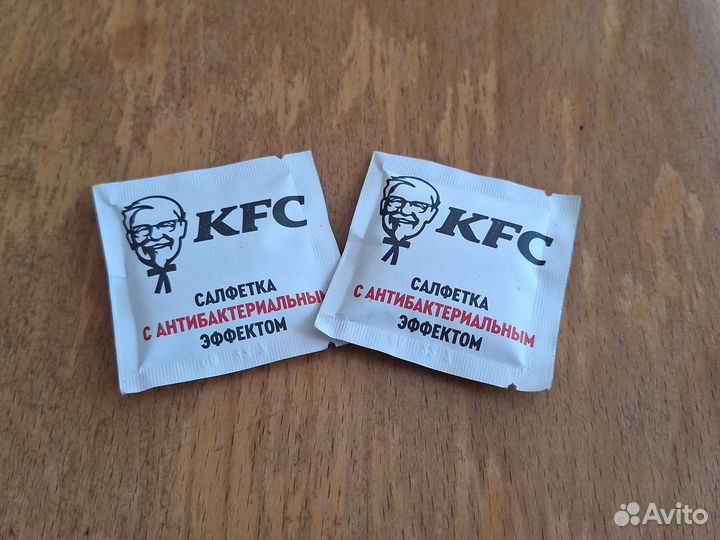 KFC
САЛФЕТКА
С АНТИБАКТЕРИАЛЬНЫМ
ЭФФЕКТОМ
KFC
САЛФЕТКА
С АНТИБАКТЕРИАЛЬНЫМ
ЭФФЕКТОМ
Avito